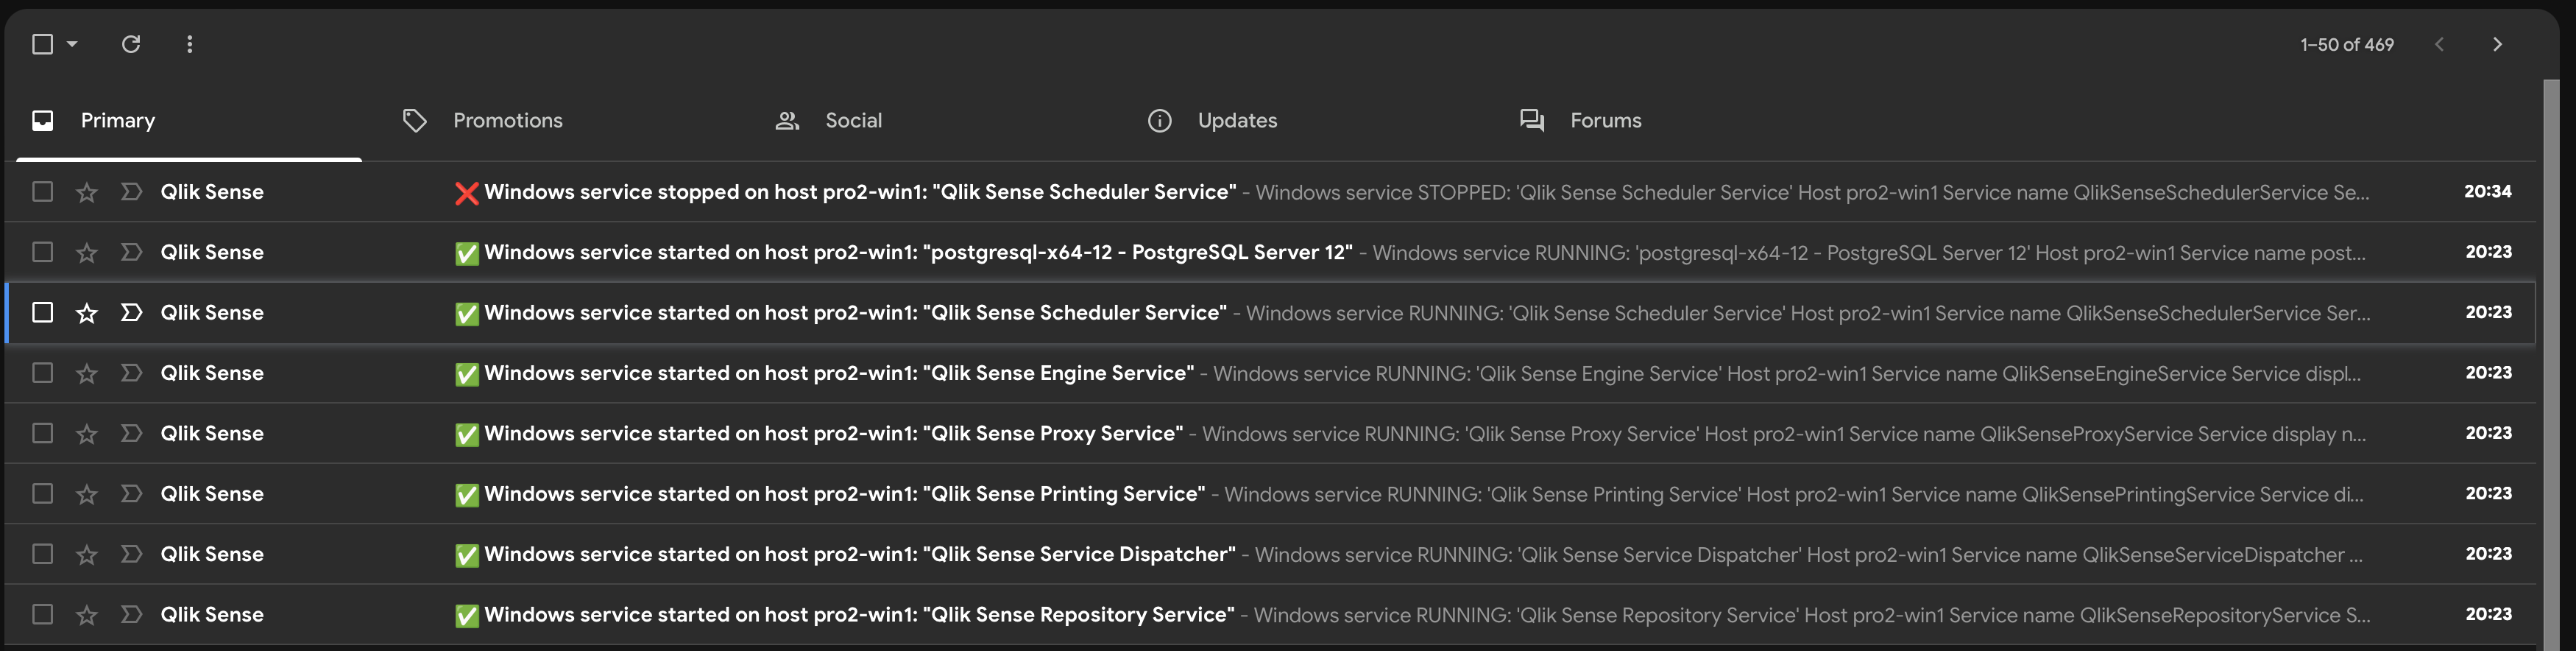 1–50 of 469
Primary Promotions Social Updates Forums
Qlik Sense ❌ Windows service stopped on host pro2-win1: "Qlik Sense Scheduler Service" - Windows service STOPPED: 'Qlik Sense Scheduler Service' Host pro2-win1 Service name QlikSenseSchedulerService Se... 20:34
Qlik Sense ✅ Windows service started on host pro2-win1: "postgresql-x64-12 - PostgreSQL Server 12" - Windows service RUNNING: 'postgresql-x64-12 - PostgreSQL Server 12' Host pro2-win1 Service name post... 20:23
Qlik Sense ✅ Windows service started on host pro2-win1: "Qlik Sense Scheduler Service" - Windows service RUNNING: 'Qlik Sense Scheduler Service' Host pro2-win1 Service name QlikSenseSchedulerService Ser... 20:23
Qlik Sense ✅ Windows service started on host pro2-win1: "Qlik Sense Engine Service" - Windows service RUNNING: 'Qlik Sense Engine Service' Host pro2-win1 Service name QlikSenseEngineService Service displ... 20:23
Qlik Sense ✅ Windows service started on host pro2-win1: "Qlik Sense Proxy Service" - Windows service RUNNING: 'Qlik Sense Proxy Service' Host pro2-win1 Service name QlikSenseProxyService Service display n... 20:23
Qlik Sense ✅ Windows service started on host pro2-win1: "Qlik Sense Printing Service" - Windows service RUNNING: 'Qlik Sense Printing Service' Host pro2-win1 Service name QlikSensePrintingService Service di... 20:23
Qlik Sense ✅ Windows service started on host pro2-win1: "Qlik Sense Service Dispatcher" - Windows service RUNNING: 'Qlik Sense Service Dispatcher' Host pro2-win1 Service name QlikSenseServiceDispatcher ... 20:23
Qlik Sense ✅ Windows service started on host pro2-win1: "Qlik Sense Repository Service" - Windows service RUNNING: 'Qlik Sense Repository Service' Host pro2-win1 Service name QlikSenseRepositoryService S... 20:23